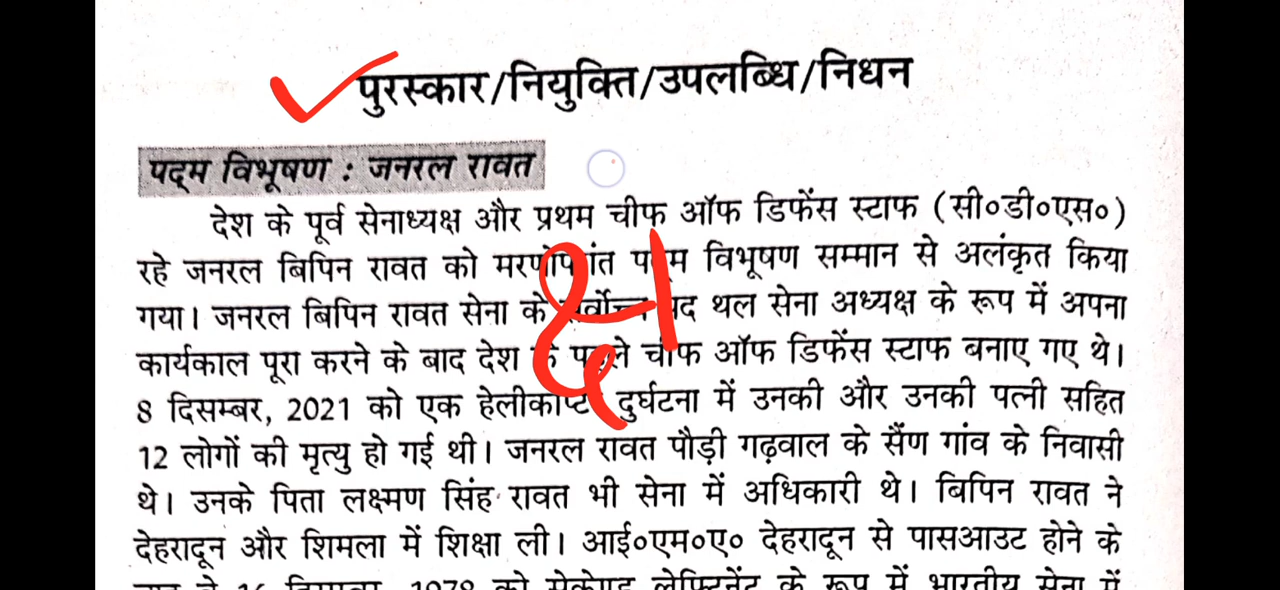 पुरस्कार/नियुक्ति/उपलब्धि/निधन
पद्म विभूषण : जनरल रावत
देश के पूर्व सेनाध्यक्ष और प्रथम चीफ ऑफ डिफेंस स्टाफ (सी०डी०एस०)
रहे जनरल बिपिन रावत को मरणोपरांत पद्म विभूषण सम्मान से अलंकृत किया
गया। जनरल बिपिन रावत सेना के सर्वोच्च पद थल सेना अध्यक्ष के रूप में अपना
कार्यकाल पूरा करने के बाद देश के पहले चीफ ऑफ डिफेंस स्टाफ बनाए गए थे।
8 दिसम्बर, 2021 को एक हेलीकाप्टर दुर्घटना में उनकी और उनकी पत्नी सहित
12 लोगों की मृत्यु हो गई थी। जनरल रावत पौड़ी गढ़वाल के सैंण गांव के निवासी
थे। उनके पिता लक्ष्मण सिंह रावत भी सेना में अधिकारी थे। बिपिन रावत ने
देहरादून और शिमला में शिक्षा ली। आई०एम०ए० देहरादून से पासआउट होने के
1978 को सेकेण्ड लेफ्टिनेंट के रूप में भारतीय सेना में